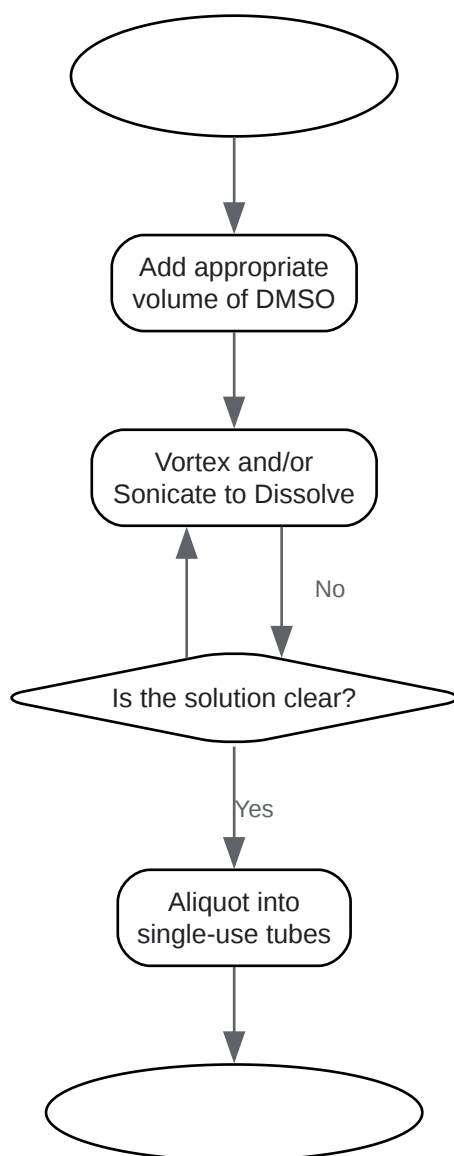 Add appropriate
volume of DMSO
Vortex and/or
Sonicate to Dissolve
No
Is the solution clear?
Yes
Aliquot into
single-use tubes